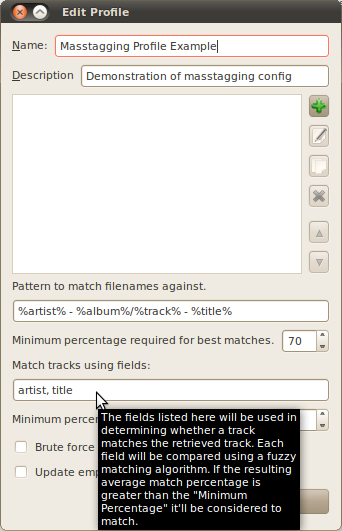 Edit Profile
Name: Masstagging Profile Example
Description Demonstration of masstagging config
Pattern to match filenames against.
%artist% - %album%/%track% - %title%
Minimum percentage required for best matches. 70
Match tracks using fields:
artist, title
Minimum percen
The fields listed here will be used in
determining whether a track
matches the retrieved track. Each
field will be compared using a fuzzy
matching algorithm. If the resulting
average match percentage is
greater than the "Minimum
Percentage" it'll be considered to
match.
Brute force
Update emp